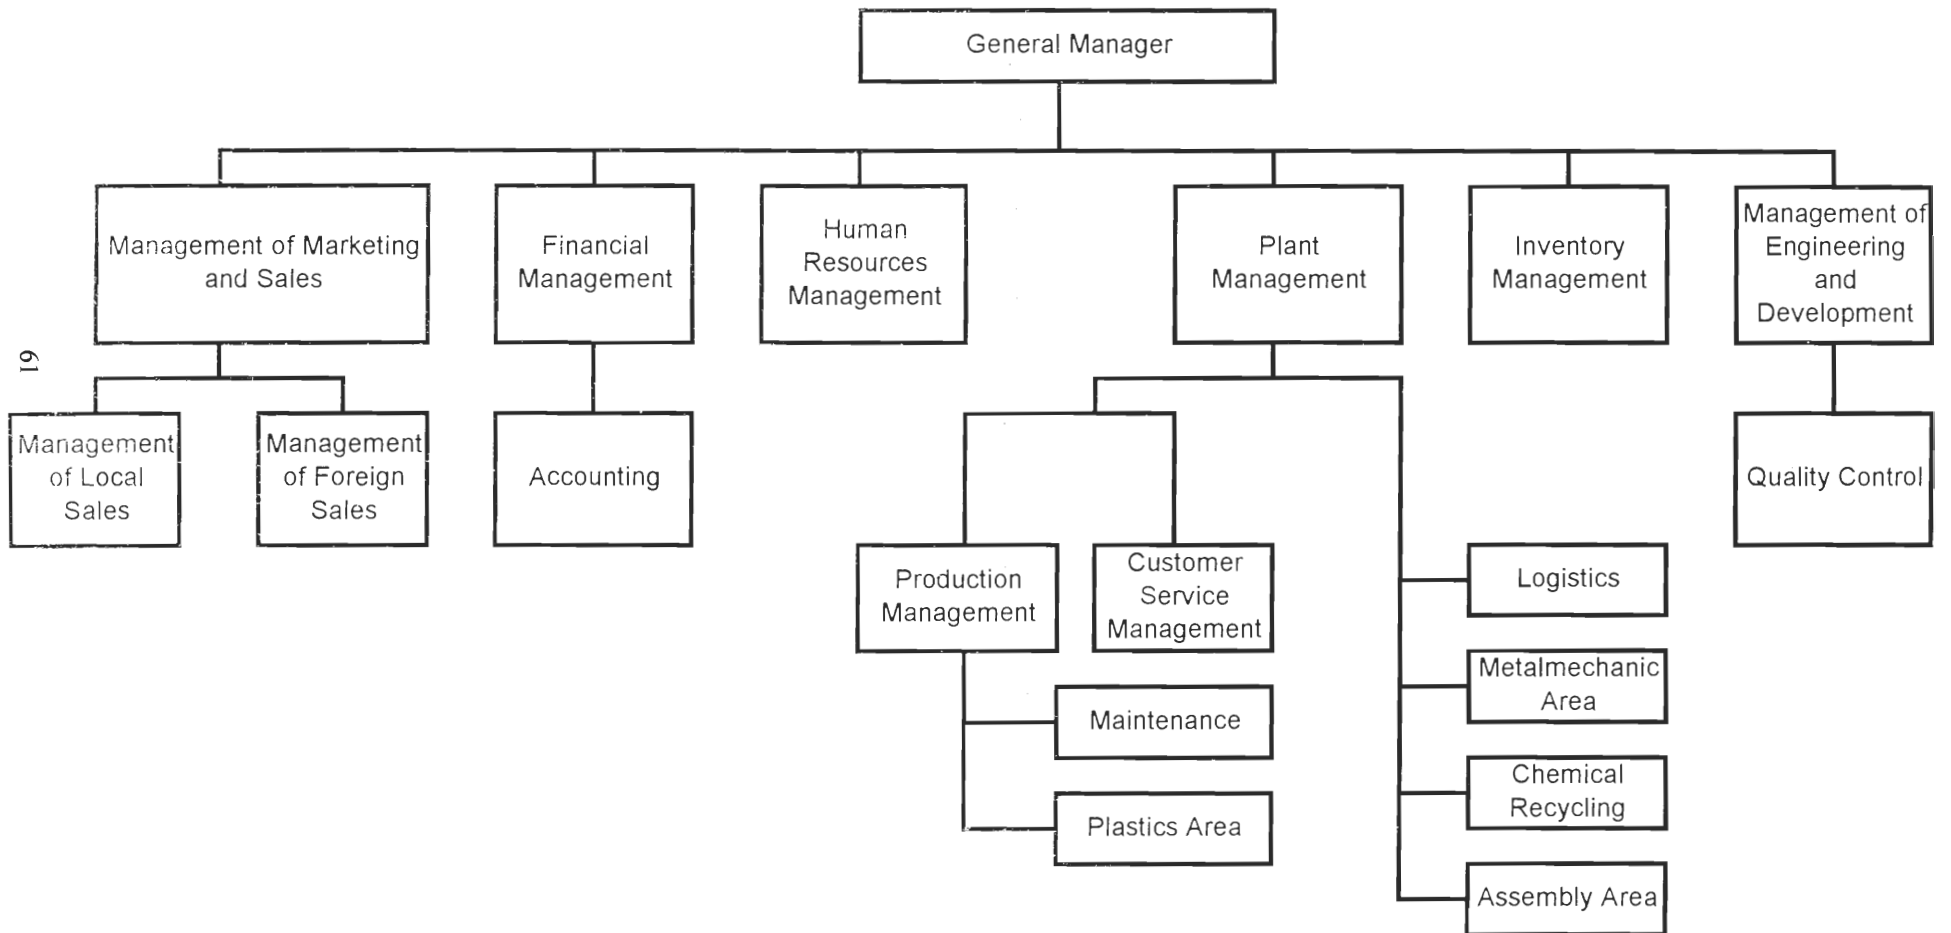 General Manager
Management of Marketing
and Sales
Financial
Management
Human
Resources
Management
Plant
Management
Inventory
Management
Management of
Engineering
and
Development
61
Management
of Local
Sales
Management
of Foreign
Sales
Accounting
Quality Control
Production
Management
Customer
Service
Management
Logistics
Metalmechanic
Area
Maintenance
Chemical
Recycling
Plastics Area
Assembly Area